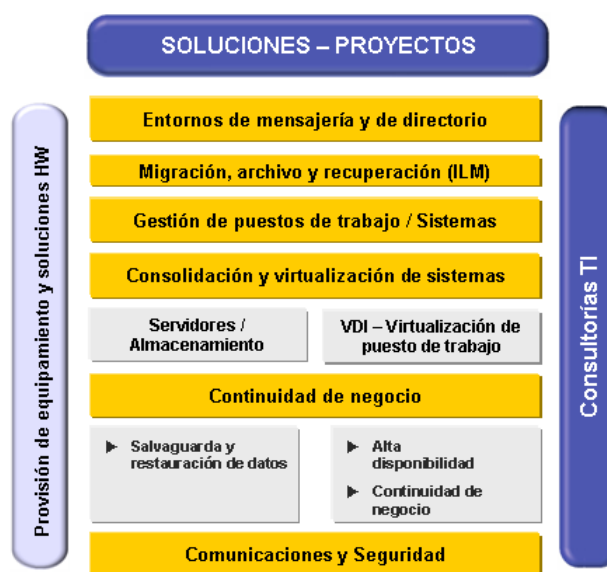 SOLUCIONES – PROYECTOS
Provisión de equipamiento y soluciones HW
Entornos de mensajería y de directorio
Migración, archivo y recuperación (ILM)
Gestión de puestos de trabajo / Sistemas
Consolidación y virtualización de sistemas
Servidores /
Almacenamiento
VDI – Virtualización de
puesto de trabajo
Continuidad de negocio
Salvaguarda y
restauración de datos
Alta
disponibilidad
Continuidad de
negocio
Comunicaciones y Seguridad
Consultorías TI